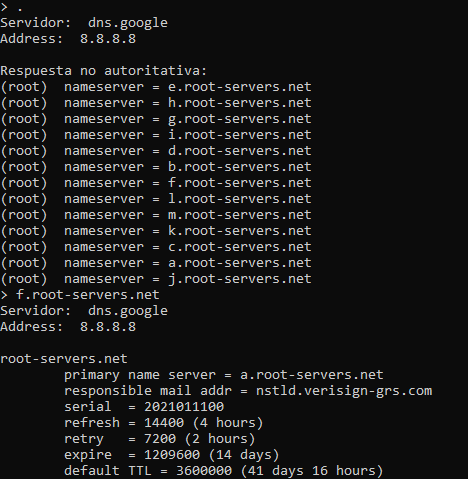 > .
Servidor:  dns.google
Address:  8.8.8.8

Respuesta no autoritativa:
(root)  nameserver = e.root-servers.net
(root)  nameserver = h.root-servers.net
(root)  nameserver = g.root-servers.net
(root)  nameserver = i.root-servers.net
(root)  nameserver = d.root-servers.net
(root)  nameserver = b.root-servers.net
(root)  nameserver = f.root-servers.net
(root)  nameserver = l.root-servers.net
(root)  nameserver = m.root-servers.net
(root)  nameserver = k.root-servers.net
(root)  nameserver = c.root-servers.net
(root)  nameserver = a.root-servers.net
(root)  nameserver = j.root-servers.net
> f.root-servers.net
Servidor:  dns.google
Address:  8.8.8.8

root-servers.net
        primary name server = a.root-servers.net
        responsible mail addr = nstld.verisign-grs.com
        serial  = 2021011100
        refresh = 14400 (4 hours)
        retry   = 7200 (2 hours)
        expire  = 1209600 (14 days)
        default TTL = 3600000 (41 days 16 hours)